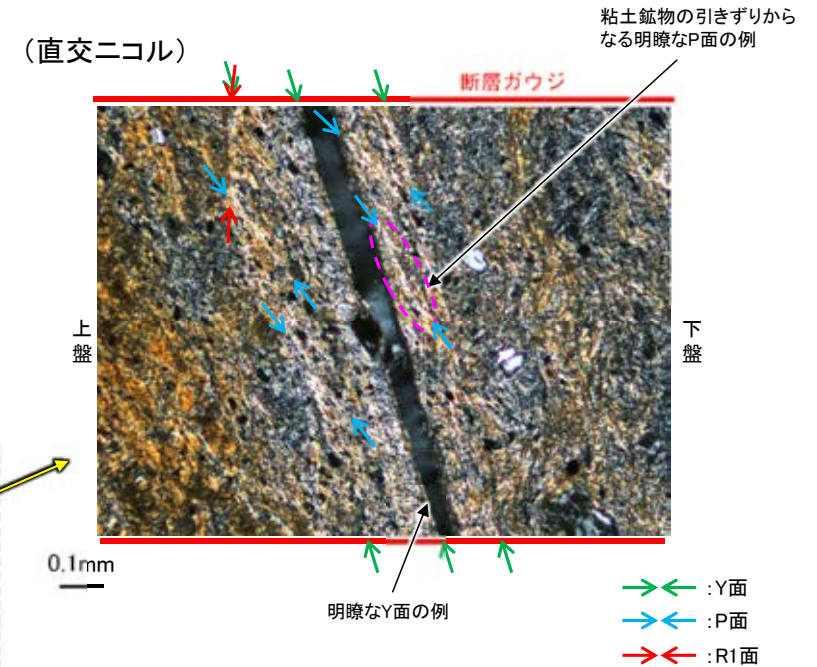 粘土鉱物の引きずりから
なる明瞭なP面の例
(直交ニコル)
断層ガウジ
上
盤
下
盤
0.1mm
明瞭なY面の例
:Y面
:P面
:R1面